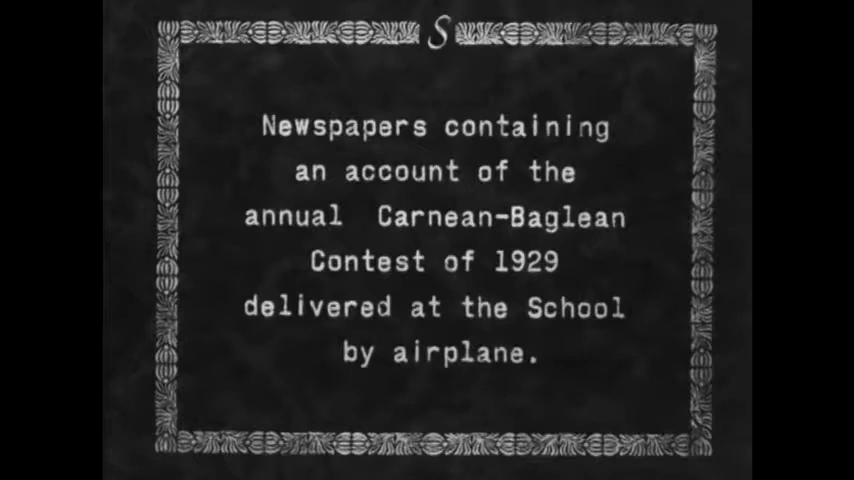 S
Newspapers containing
an account of the
annual Carnean-Baglean
Contest of 1929
delivered at the School
by airplane.